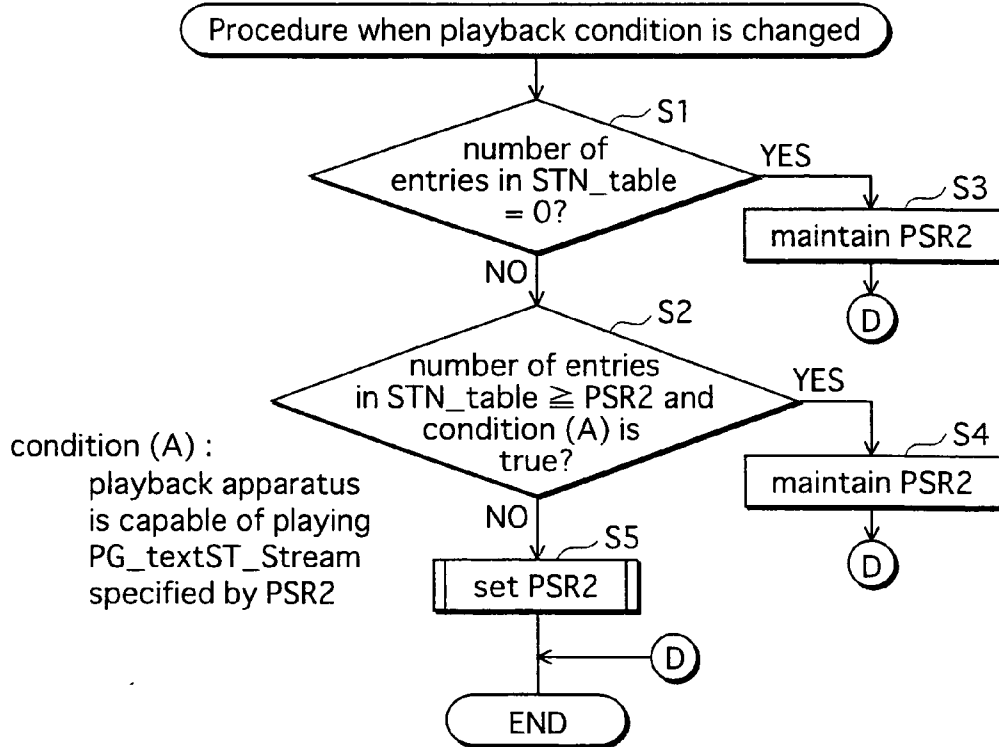 Procedure when playback condition is changed
S1
number of
entries in STN_table
= 0?
YES
S3
maintain PSR2
D
NO
S2
number of entries
in STN_table ≧ PSR2 and
condition (A) is
true?
YES
S4
maintain PSR2
D
condition (A) :
playback apparatus
is capable of playing
PG_textST_Stream
specified by PSR2
NO
S5
set PSR2
D
END